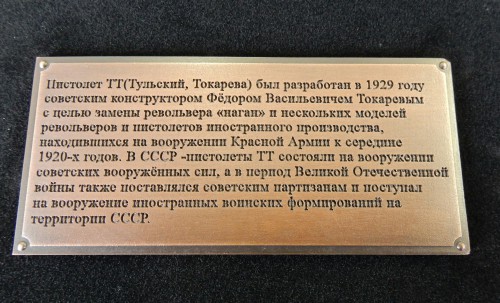 Пистолет ТТ(Тульский, Токарева) был разработан в 1929 году
советским конструктором Фёдором Васильевичем Токаревым
с целью замены револьвера «наган» и нескольких моделей
револьверов и пистолетов иностранного производства,
находившихся на вооружении Красной Армии к середине
1920-х годов. В СССР -пистолеты ТТ состояли на вооружении
советских вооружённых сил, а в период Великой Отечественной
войны также поставлялся советским партизанам и поступал
на вооружение иностранных воинских формирований на
территории СССР.